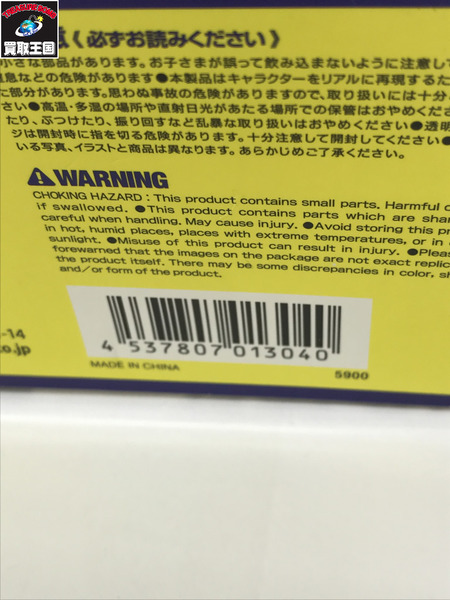 TREASURE KINGDOM
買取王国
(必ずお読みください)
小さな部品があります。お子さまが誤って飲み込まないように注意して
窒息などの危険があります。●本製品はキャラクターをリアルに再現するた
た部分があります。思わぬ事故の危険がありますので、取り扱いには十分
さい●高温・多湿の場所や直射日光があたる場所での保管はおやめくださ
たり、ぶつけたり、振り回すなど乱暴な取り扱いはおやめください●透明
ジは開封時に指を切る危険があります。十分注意して開封してください●
いる写真、イラストと商品は異なります。あらかじめご了承ください。
WARNING
CHOKING HAZARD : This product contains small parts. Harmful o
if swallowed. ●This product contains parts which are shar
careful when handling. May cause injury. ●Avoid storing this pr
in hot, humid places, places with extreme temperatures, or in
sunlight. ●Misuse of this product can result in injury. ●Pleas
forewarned that the images on the package are not exact replic
the product itself. There may be some discrepancies in color, sh
and/or form of the product.
-14
co.jp
4 537807 013040
MADE IN CHINA
5900